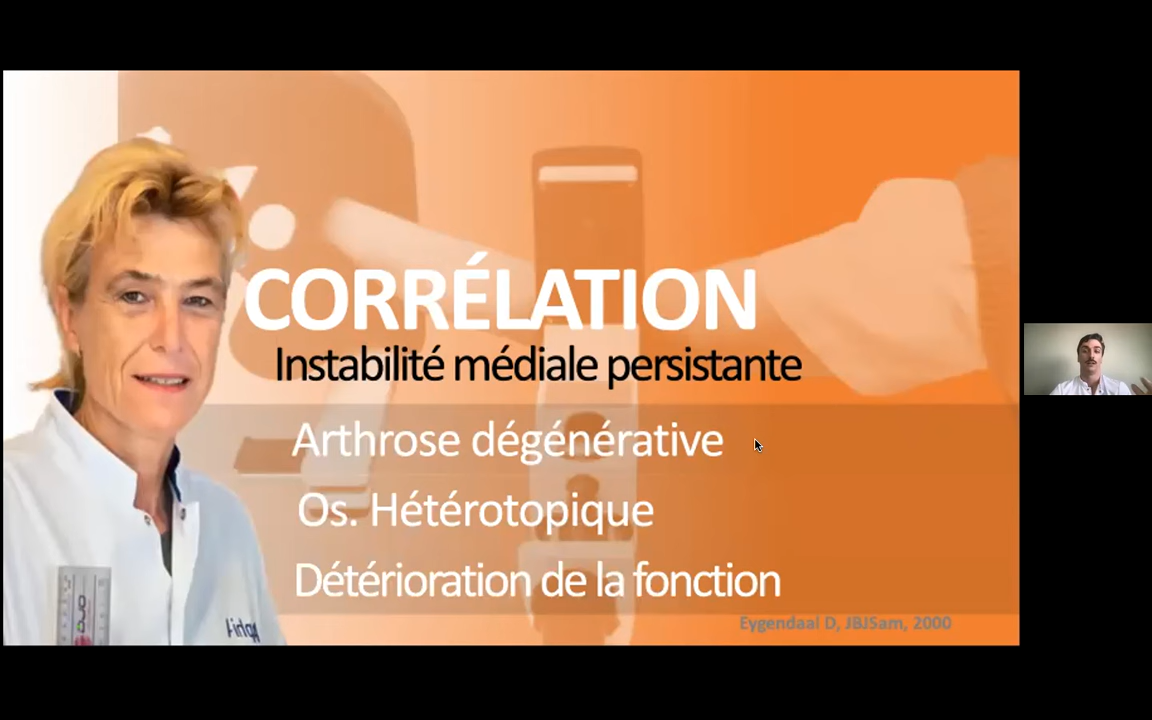 CORRÉLATION
Instabilité médiale persistante
Arthrose dégénérative
Os. Hétérotopique
Détérioration de la fonction
Eygendaal D, JBJSam, 2000